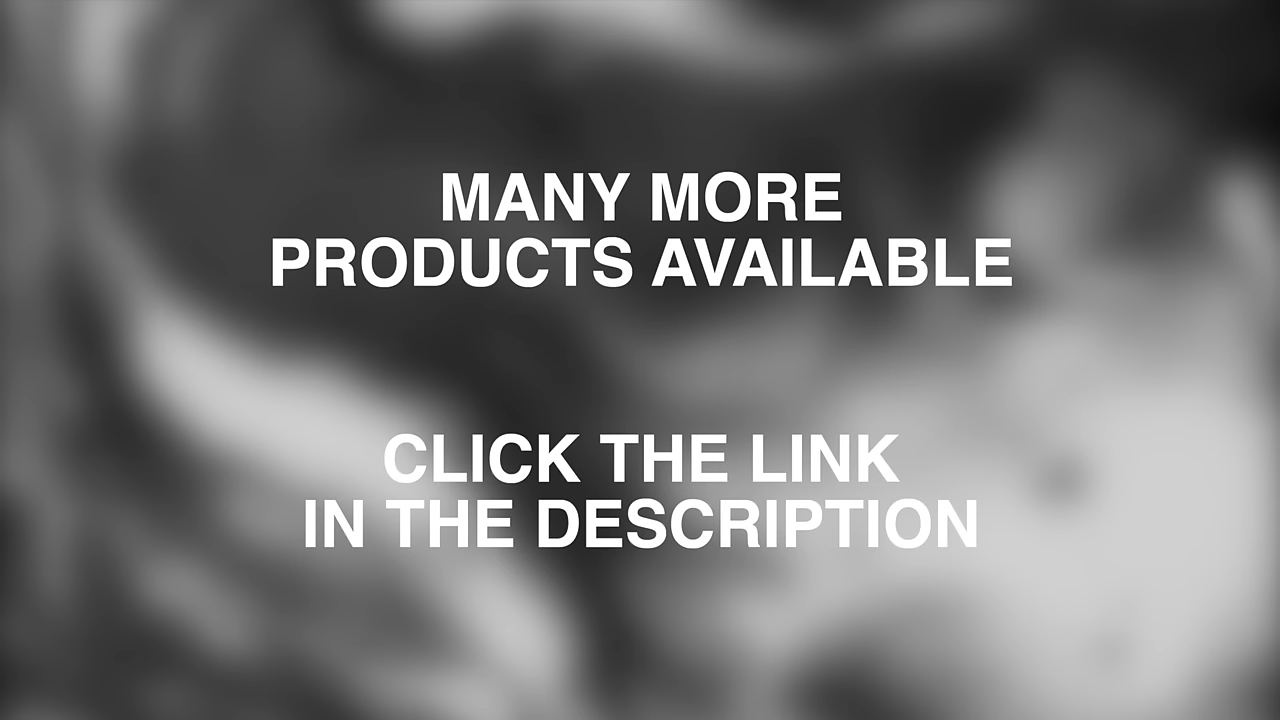 MANY MORE
PRODUCTS AVAILABLE
CLICK THE LINK
IN THE DESCRIPTION